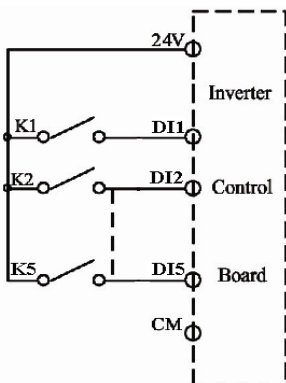 24V
Inverter
K1 DI1
K2 DI2 Control
K5 DI5 Board
CM